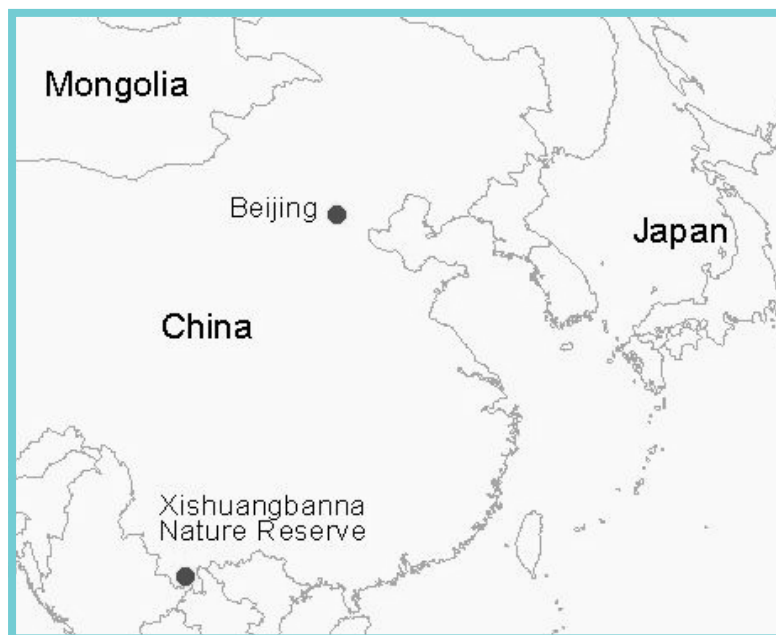 Mongolia
Beijing
Japan
China
Xishuangbanna
Nature Reserve